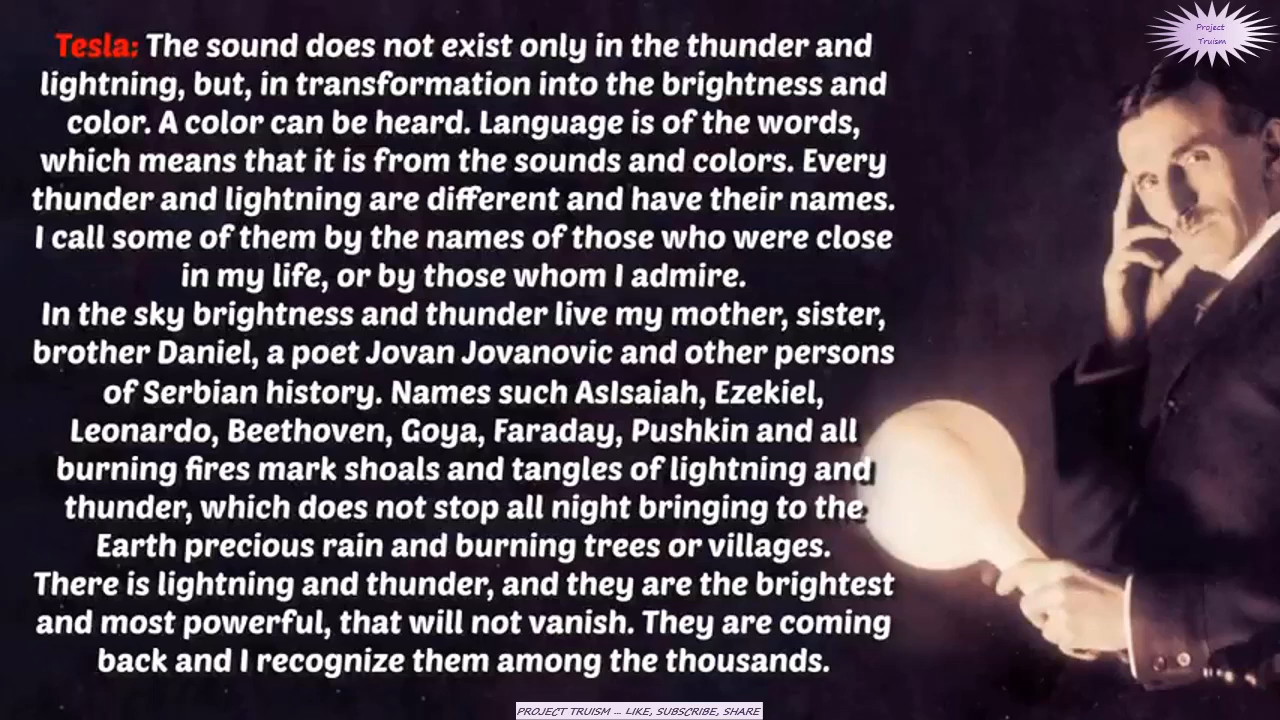 Project
Truism
Tesla: The sound does not exist only in the thunder and
lightning, but, in transformation into the brightness and
color. A color can be heard. Language is of the words,
which means that it is from the sounds and colors. Every
thunder and lightning are different and have their names.
I call some of them by the names of those who were close
in my life, or by those whom I admire.
In the sky brightness and thunder live my mother, sister,
brother Daniel, a poet Jovan Jovanovic and other persons
of Serbian history. Names such AsIsaiah, Ezekiel,
Leonardo, Beethoven, Goya, Faraday, Pushkin and all
burning fires mark shoals and tangles of lightning and
thunder, which does not stop all night bringing to the
Earth precious rain and burning trees or villages.
There is lightning and thunder, and they are the brightest
and most powerful, that will not vanish. They are coming
back and I recognize them among the thousands.
PROJECT TRUISM ... LIKE, SUBSCRIBE, SHARE